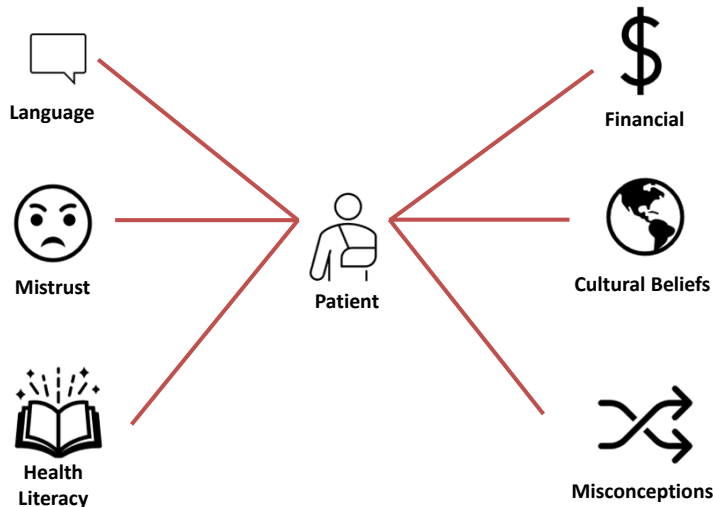 Language
Financial
Mistrust
Cultural Beliefs
Patient
Health
Literacy
Misconceptions